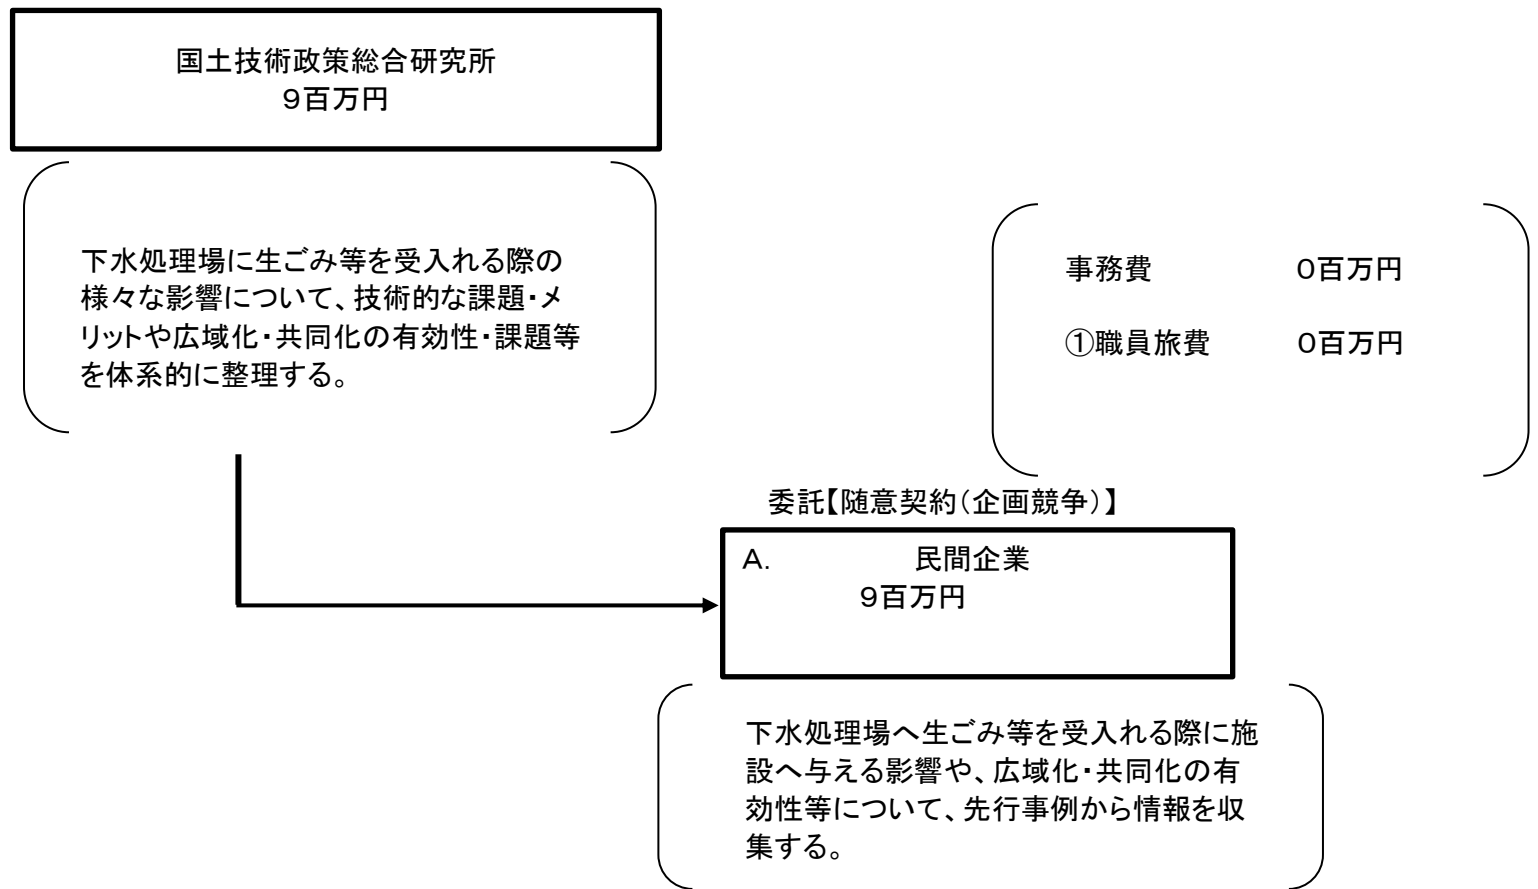 国土技術政策総合研究所
９百万円
下水処理場に生ごみ等を受入れる際の
様々な影響について、技術的な課題・メ
リットや広域化・共同化の有効性・課題等
を体系的に整理する。
事務費　０百万円
①職員旅費　０百万円
委託【随意契約（企画競争）】
A.　民間企業
９百万円
下水処理場へ生ごみ等を受入れる際に施
設へ与える影響や、広域化・共同化の有
効性等について、先行事例から情報を収
集する。